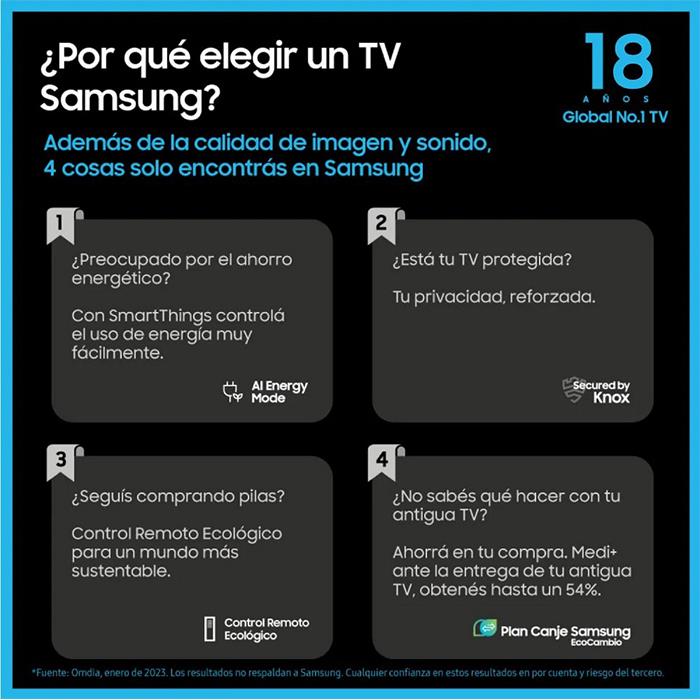 ¿Por qué elegir un TV
Samsung?
18
AÑOS
Global No.1 TV
Además de la calidad de imagen y sonido,
4 cosas solo encontrás en Samsung
1
¿Preocupado por el ahorro
energético?
Con SmartThings controlá
el uso de energía muy
fácilmente.
AI Energy
Mode
2
¿Está tu TV protegida?
Tu privacidad, reforzada.
Secured by
Knox
3
¿Seguís comprando pilas?
Control Remoto Ecológico
para un mundo más
sustentable.
Control Remoto
Ecológico
4
¿No sabés qué hacer con tu
antigua TV?
Ahorrá en tu compra. Medi+
ante la entrega de tu antigua
TV, obtenés hasta un 54%.
Plan Canje Samsung
EcoCambio
*Fuente: Omdia, enero de 2023. Los resultados no respaldan a Samsung. Cualquier confianza en estos resultados en por cuenta y riesgo del tercero.